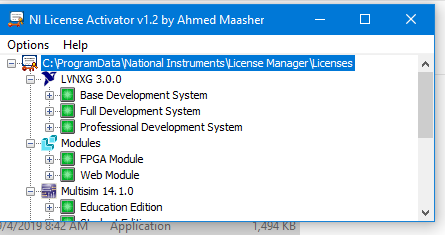 NI License Activator v1.2 by Ahmed Maasher
Options Help
C:\ProgramData\National Instruments\License Manager\Licenses
LVNXG 3.0.0
Base Development System
Full Development System
Professional Development System
Modules
FPGA Module
Web Module
Multisim 14.1.0
Education Edition
/4/2019 8:42 AM Application 1,494 KB